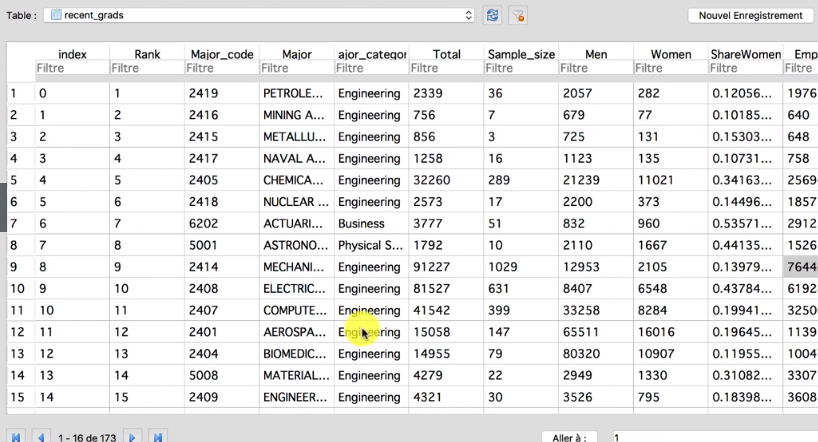 Table : recent_grads Nouvel Enregistrement
index Rank Major_code Major ajor_categor Total Sample_size Men Women ShareWomen Emp
Filtre Filtre Filtre Filtre Filtre Filtre Filtre Filtre Filtre Filtre Filtre
1 0 1 2419 PETROLE... Engineering 2339 36 2057 282 0.12056... 1976
2 1 2 2416 MINING A... Engineering 756 7 679 77 0.10185... 640
3 2 3 2415 METALLU... Engineering 856 3 725 131 0.15303... 648
4 3 4 2417 NAVAL A... Engineering 1258 16 1123 135 0.10731... 758
5 4 5 2405 CHEMICA... Engineering 32260 289 21239 11021 0.34163... 2569
6 5 6 2418 NUCLEAR ... Engineering 2573 17 2200 373 0.14496... 1857
7 6 7 6202 ACTUARI... Business 3777 51 832 960 0.53571... 2912
8 7 8 5001 ASTRONO... Physical S... 1792 10 2110 1667 0.44135... 1526
9 8 9 2414 MECHANI... Engineering 91227 1029 12953 2105 0.13979... 7644
10 9 10 2408 ELECTRIC... Engineering 81527 631 8407 6548 0.43784... 6192
11 10 11 2407 COMPUTE... Engineering 41542 399 33258 8284 0.19941... 3250
12 11 12 2401 AEROSPA... Engineering 15058 147 65511 16016 0.19645... 1139
13 12 13 2404 BIOMEDIC... Engineering 14955 79 80320 10907 0.11955... 1004
14 13 14 5008 MATERIAL... Engineering 4279 22 2949 1330 0.31082... 3307
15 14 15 2409 ENGINEER... Engineering 4321 30 3526 795 0.18398... 3608
1 - 16 de 173 Aller à : 1